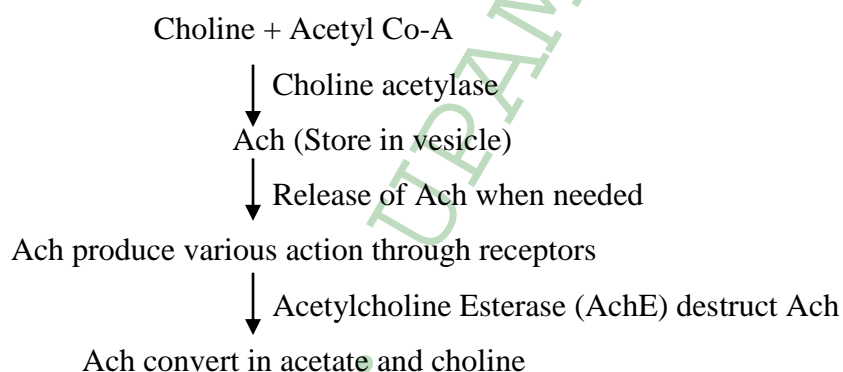 Choline + Acetyl Co-A
Choline acetylase
Ach (Store in vesicle)
Release of Ach when needed
Ach produce various action through receptors
Acetylcholine Esterase (AchE) destruct Ach
Ach convert in acetate and choline